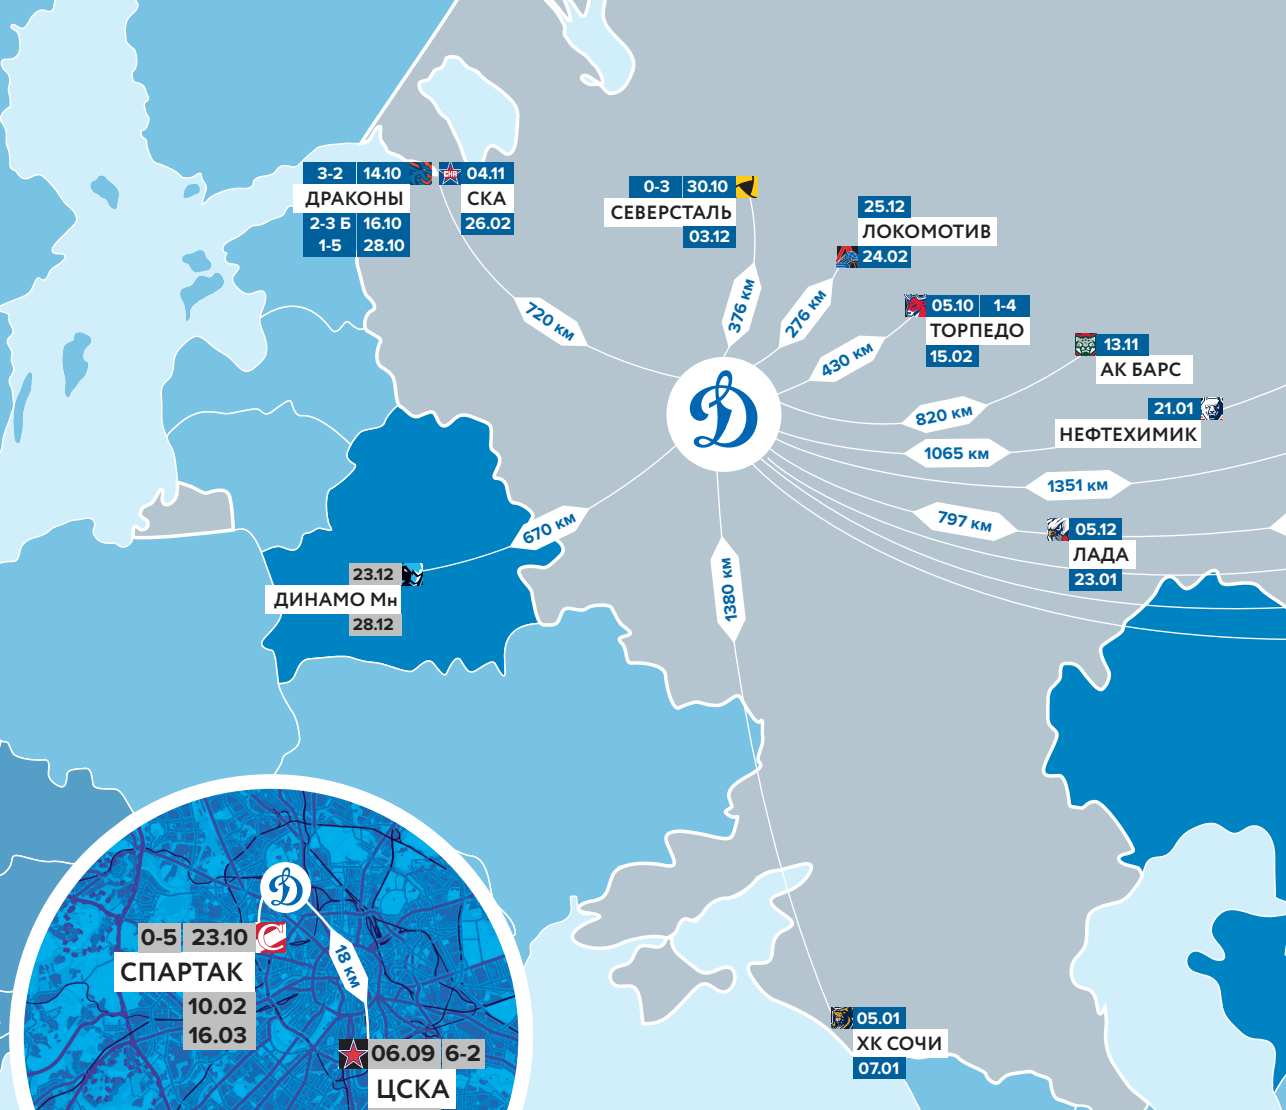 3-2 14.10
ДРАКОНЫ
2-3 Б 16.10
1-5 28.10
04.11
СКА
26.02
0-3 30.10
СЕВЕРСТАЛЬ
03.12
25.12
ЛОКОМОТИВ
24.02
05.10 1-4
ТОРПЕДО
15.02
13.11
АК БАРС
21.01
НЕФТЕХИМИК
720 км
376 км
276 км
430 км
820 км
1065 км
1351 км
797 км
05.12
ЛАДА
23.01
670 км
23.12
ДИНАМО Мн
28.12
1380 км
0-5 23.10
СПАРТАК
10.02
16.03
18 км
06.09 6-2
ЦСКА
05.01
ХК СОЧИ
07.01